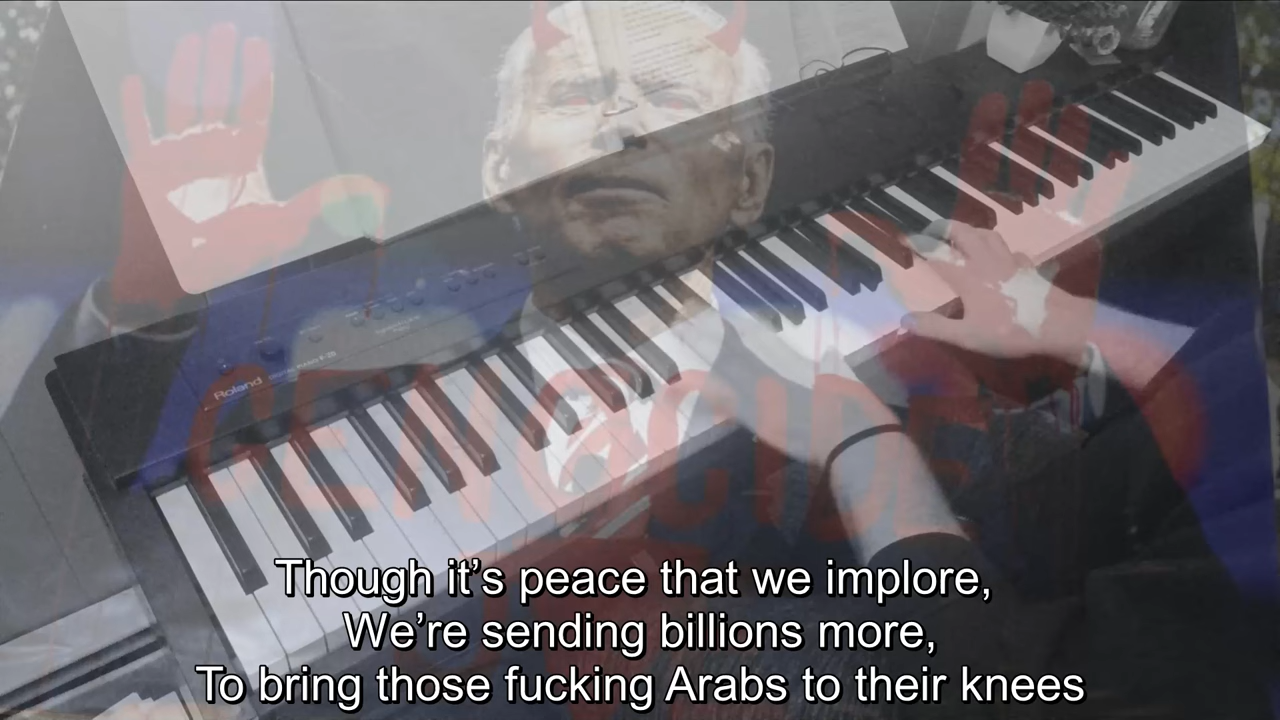 Roland
GENOCIDE
Though it’s peace that we implore,
We’re sending billions more,
To bring those fucking Arabs to their knees